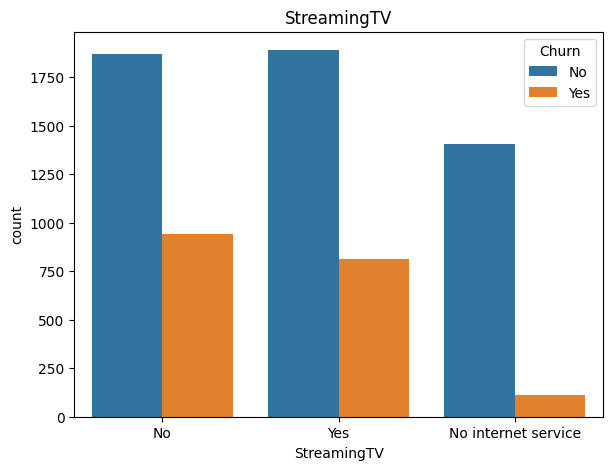 StreamingTV
Churn
No
Yes
1750
1500
1250
1000
750
500
250
0
count
No
Yes
No internet service
StreamingTV